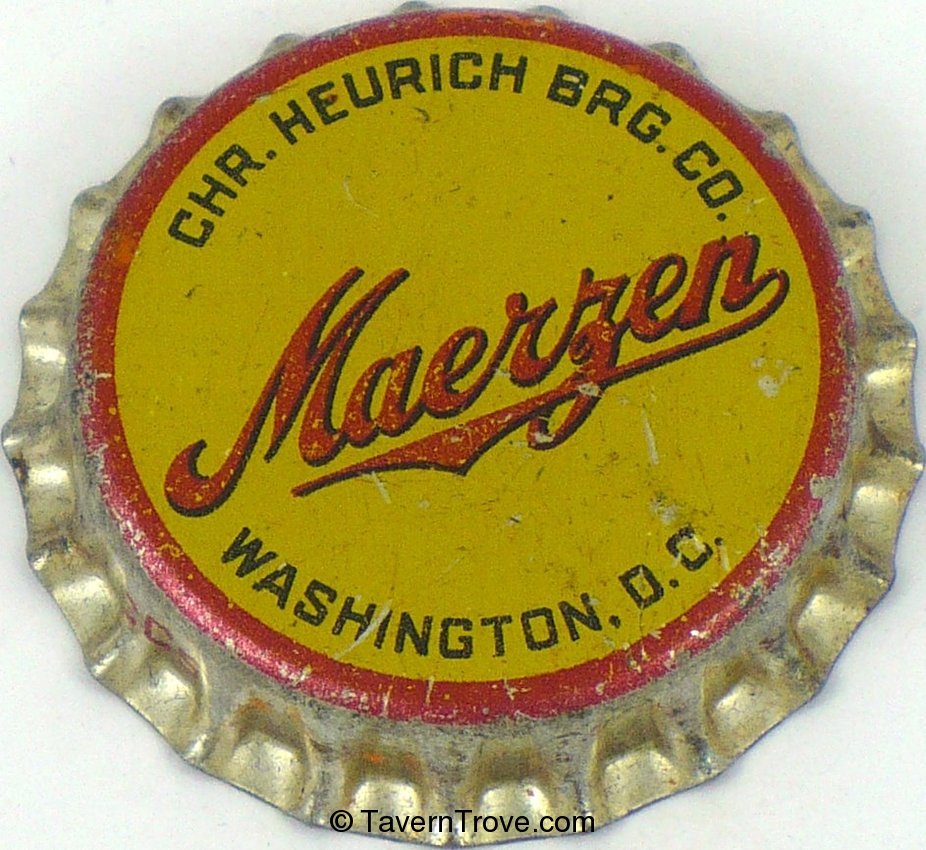 CHR. HEURICH BRG. CO.
Maerzen
WASHINGTON, D.C.
© TavernTrove.com